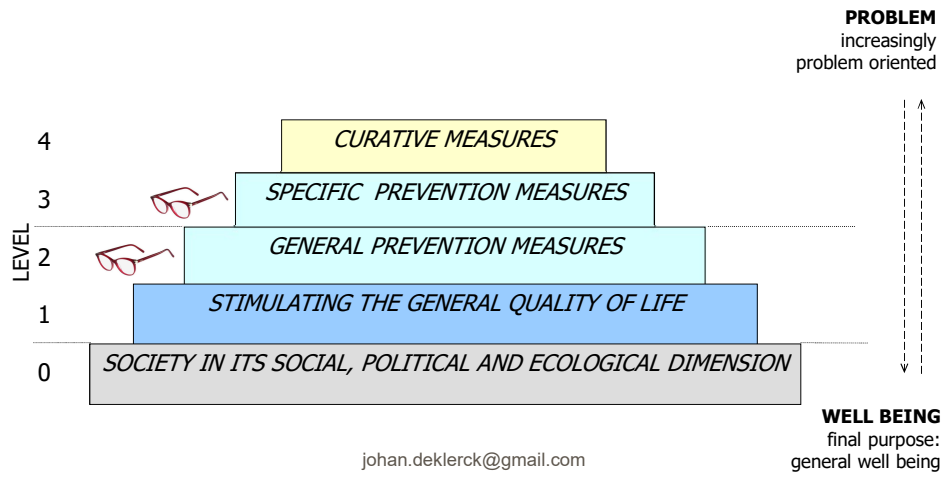 PROBLEM
increasingly
problem oriented
4
CURATIVE MEASURES
3
SPECIFIC PREVENTION MEASURES
LEVEL
2
GENERAL PREVENTION MEASURES
1
STIMULATING THE GENERAL QUALITY OF LIFE
0
SOCIETY IN ITS SOCIAL, POLITICAL AND ECOLOGICAL DIMENSION
WELL BEING
final purpose:
general well being
johan.deklerck@gmail.com